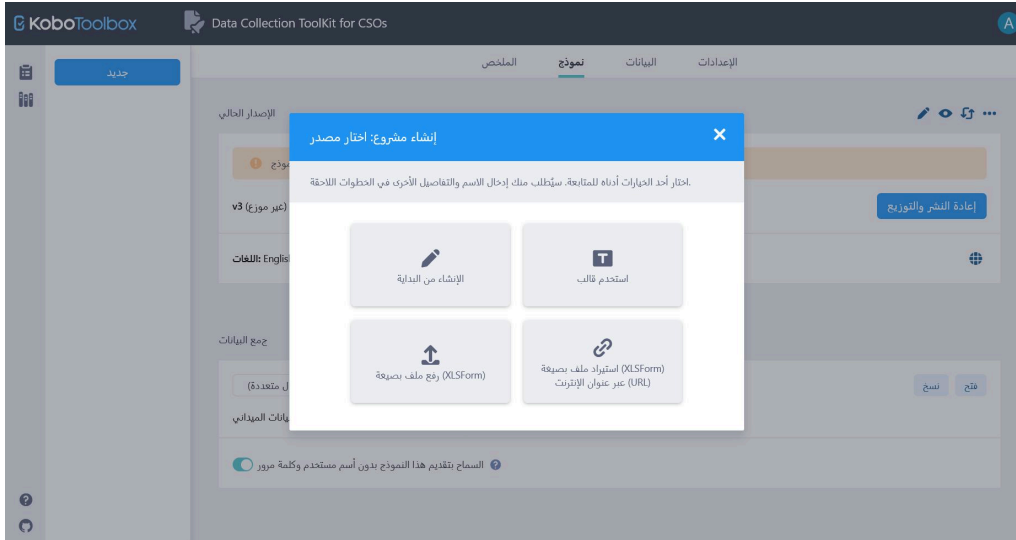 KoboToolbox
Data Collection ToolKit for CSOs
A
جديد
الملخص
نموذج
البيانات
الإعدادات
الإصدار الحالي
إنشاء مشروع: اختار مصدر
اختار أحد الخيارات أدناه للمتابعة. سيُطلب منك إدخال الاسم والتفاصيل الأخرى في الخطوات اللاحقة.
v3 (غير موزع)
إعادة النشر والتوزيع
اللغات:
الإنشاء من البداية
استخدم قالب
رفع ملف بصيغة (XLSForm)
استيراد ملف بصيغة (XLSForm)
عبر عنوان الإنترنت (URL)
جمع البيانات
متعددة)
فتح
نسخ
الميداني
السماح بتقديم هذا النموذج بدون أسم مستخدم وكلمة مرور